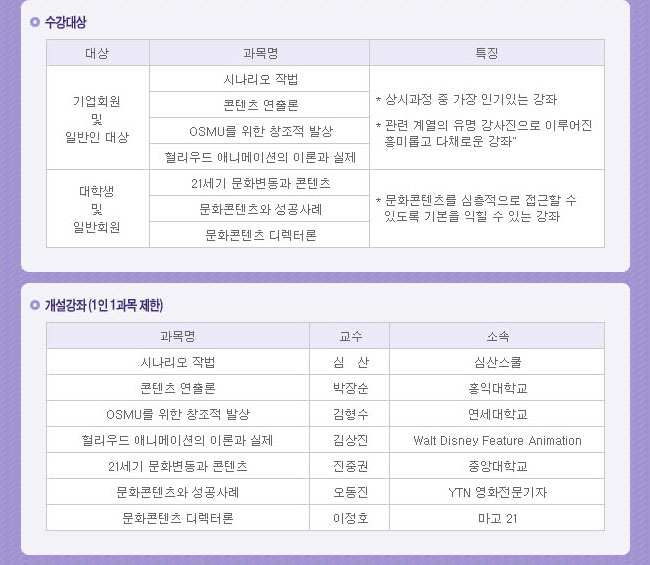 수강대상
대상 과목명 특징
기업회원
및
일반인 대상
시나리오 작법
콘텐츠 연출론
OSMU를 위한 창조적 발상
헐리우드 애니메이션의 이론과 실제
* 상시과정 중 가장 인기있는 강좌
* 관련 계열의 유명 강사진으로 이루어진
흥미롭고 다채로운 강좌"
대학생
및
일반회원
21세기 문화변동과 콘텐츠
문화콘텐츠와 성공사례
문화콘텐츠 디렉터론
* 문화콘텐츠를 심층적으로 접근할 수
있도록 기본을 익힐 수 있는 강좌
개설강좌 (1인 1과목 제한)
과목명 교수 소속
시나리오 작법 심 산 심산스쿨
콘텐츠 연출론 박장순 홍익대학교
OSMU를 위한 창조적 발상 김형수 연세대학교
헐리우드 애니메이션의 이론과 실제 김상진 Walt Disney Feature Animation
21세기 문화변동과 콘텐츠 진중권 중앙대학교
문화콘텐츠와 성공사례 오동진 YTN 영화전문기자
문화콘텐츠 디렉터론 이정호 마고 21